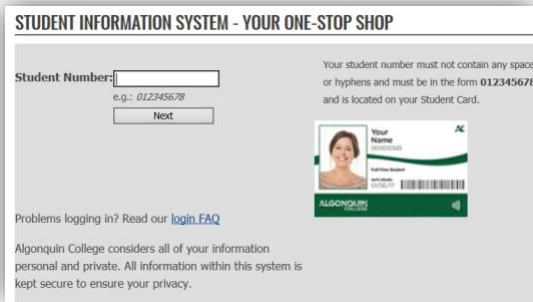 STUDENT INFORMATION SYSTEM - YOUR ONE-STOP SHOP
Student Number:
e.g.: 012345678
Next
Your student number must not contain any space
or hyphens and must be in the form 012345678
and is located on your Student Card.
Your
Name
Full-Time Student
ALGONQUIN
COLLEGE
Problems logging in? Read our login FAQ
Algonquin College considers all of your information
personal and private. All information within this system is
kept secure to ensure your privacy.